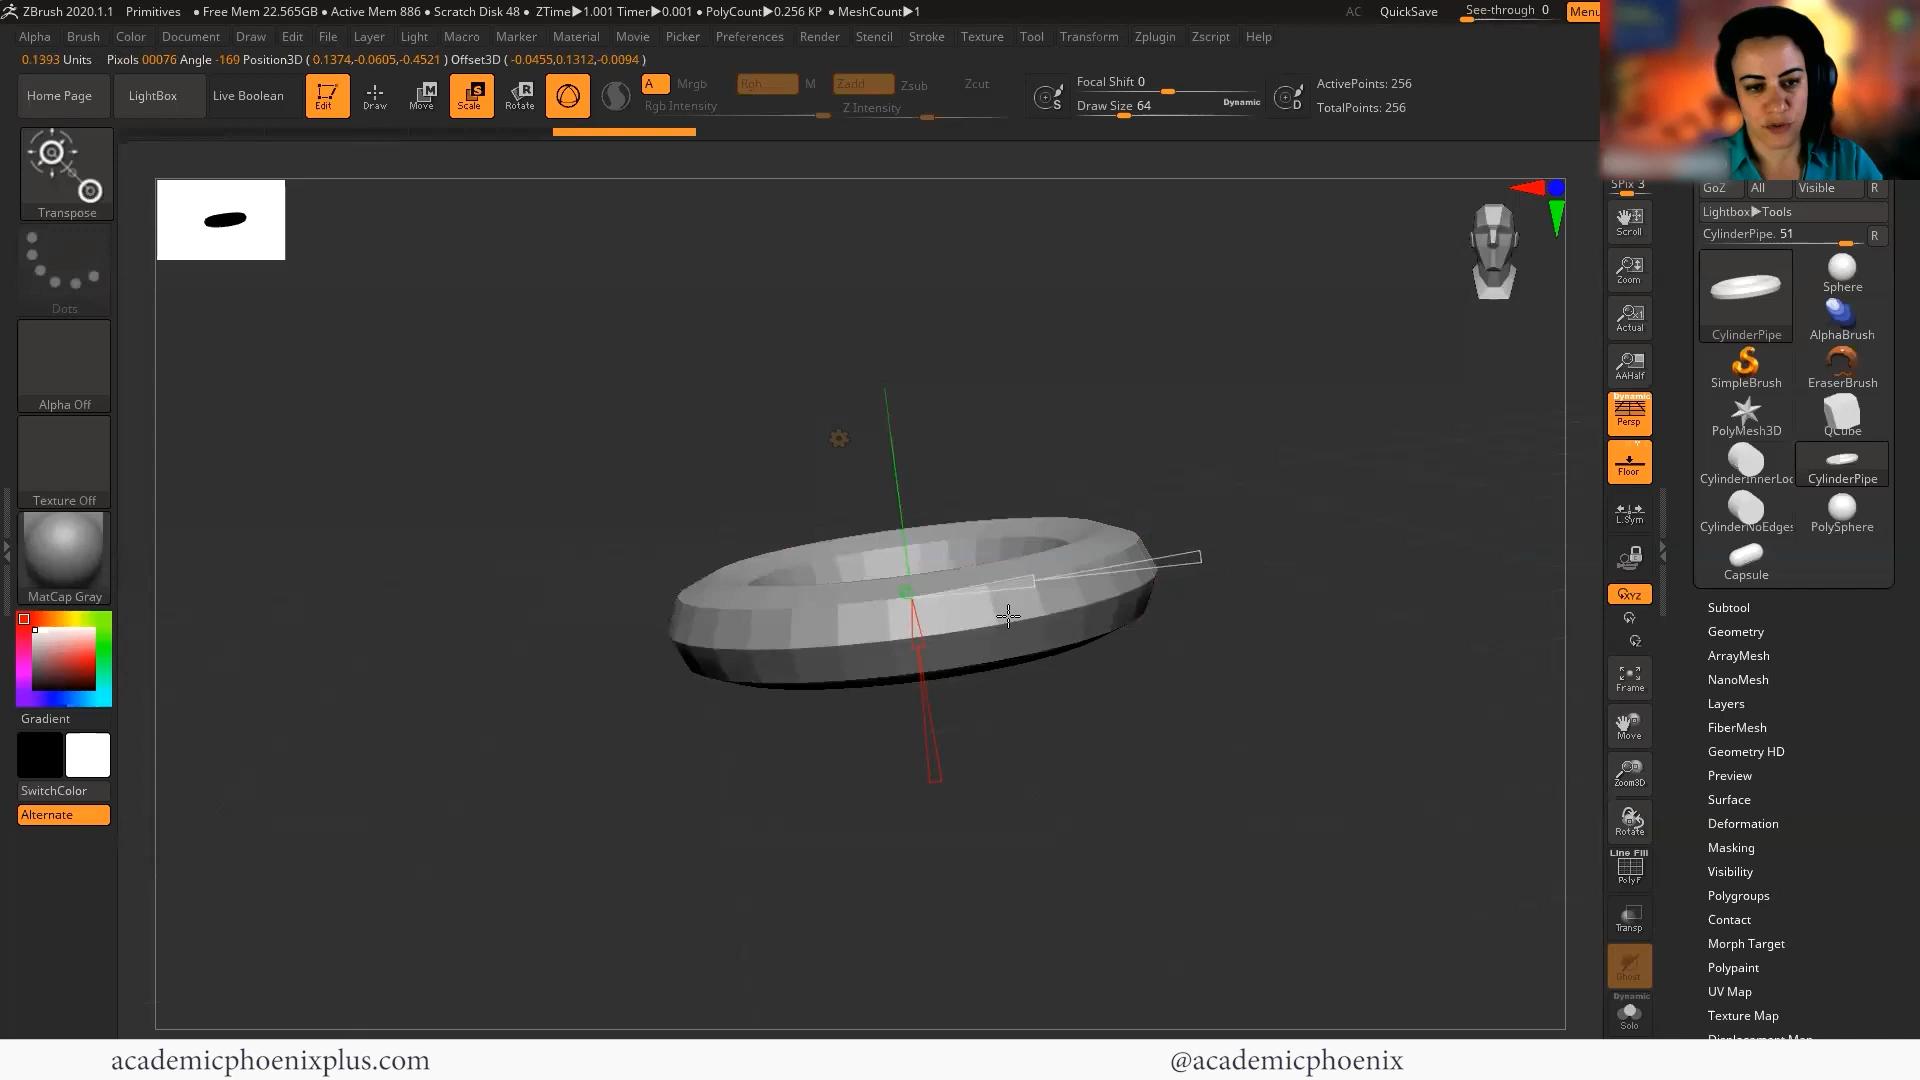 ZBrush 2020.1.1 Primitives • Free Mem 22.565GB • Active Mem 886 • Scratch Disk 48 • ZTime▶1.001 Timer▶0.001 • PolyCount▶0.256 KP • MeshCount▶1
AC QuickSave See-through 0 Menu
Alpha Brush Color Document Draw Edit File Layer Light Macro Marker Material Movie Picker Preferences Render Stencil Stroke Texture Tool Transform Zplugin Zscript Help
0.1393 Units Pixols 00076 Angle -169 Position3D ( 0.1374,-0.0605,-0.4521 ) Offset3D ( -0.0455,0.1312,-0.0094 )
Home Page LightBox Live Boolean Edit Draw Move Scale Rotate
A Mrgb Rgb M Zadd Zsub Zcut
Rgb Intensity Z Intensity
Focal Shift 0
Draw Size 64 Dynamic
ActivePoints: 256
TotalPoints: 256
Transpose
Dots
Alpha Off
Texture Off
MatCap Gray
Gradient
SwitchColor
Alternate
SPix 3
Scroll
Zoom
Actual
AAHalf
Dynamic
Persp
Floor
L.Sym
XYZ
Frame
Move
Zoom3D
Rotate
Line Fill
PolyF
Transp
Ghost
Dynamic
Solo
GoZ All Visible R
Lightbox▶Tools
CylinderPipe. 51 R
Sphere
CylinderPipe AlphaBrush
SimpleBrush EraserBrush
PolyMesh3D QCube
CylinderInnerLoc CylinderPipe
CylinderNoEdges PolySphere
Capsule
Subtool
Geometry
ArrayMesh
NanoMesh
Layers
FiberMesh
Geometry HD
Preview
Surface
Deformation
Masking
Visibility
Polygroups
Contact
Morph Target
Polypaint
UV Map
Texture Map
academicphoenixplus.com @academicphoenix